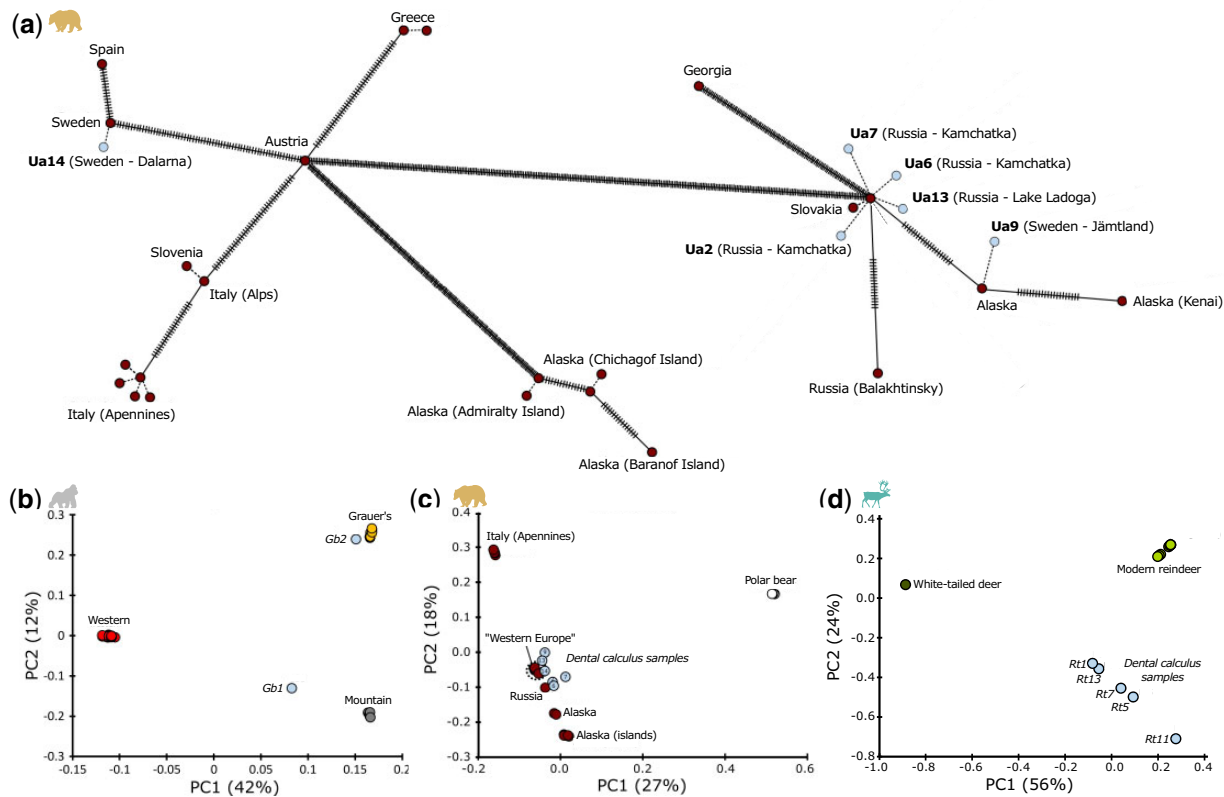 (a)
Greece
Spain
Georgia
Sweden
Austria
Ua7 (Russia - Kamchatka)
Ua14 (Sweden - Dalarna)
Ua6 (Russia - Kamchatka)
Ua13 (Russia - Lake Ladoga)
Slovakia
Ua9 (Sweden - Jämtland)
Ua2 (Russia - Kamchatka)
Slovenia
Italy (Alps)
Alaska
Alaska (Kenai)
Alaska (Chichagof Island)
Russia (Balakhtinsky)
Italy (Apennines)
Alaska (Admiralty Island)
Alaska (Baranof Island)
(b)
0.3
0.2
0.1
0
-0.1
-0.2
-0.3
PC2 (12%)
Grauer's
Gb2
Western
Gb1
Mountain
-0.15
-0.1
-0.05
0
0.05
0.1
0.15
0.2
PC1 (42%)
(c)
0.4
0.3
0.2
0.1
0.0
-0.1
-0.2
-0.3
PC2 (18%)
Italy (Apennines)
Polar bear
"Western Europe"
Dental calculus samples
Russia
Alaska
Alaska (islands)
-0.2
0.0
0.2
0.4
0.6
PC1 (27%)
(d)
0.4
0.2
0.0
-0.2
-0.4
-0.6
-0.8
PC2 (24%)
Modern reindeer
White-tailed deer
Rt1
Rt13
Dental calculus
samples
Rt7
Rt5
Rt11
-1.0
-0.8
-0.6
-0.4
-0.2
0.0
0.2
0.4
PC1 (56%)